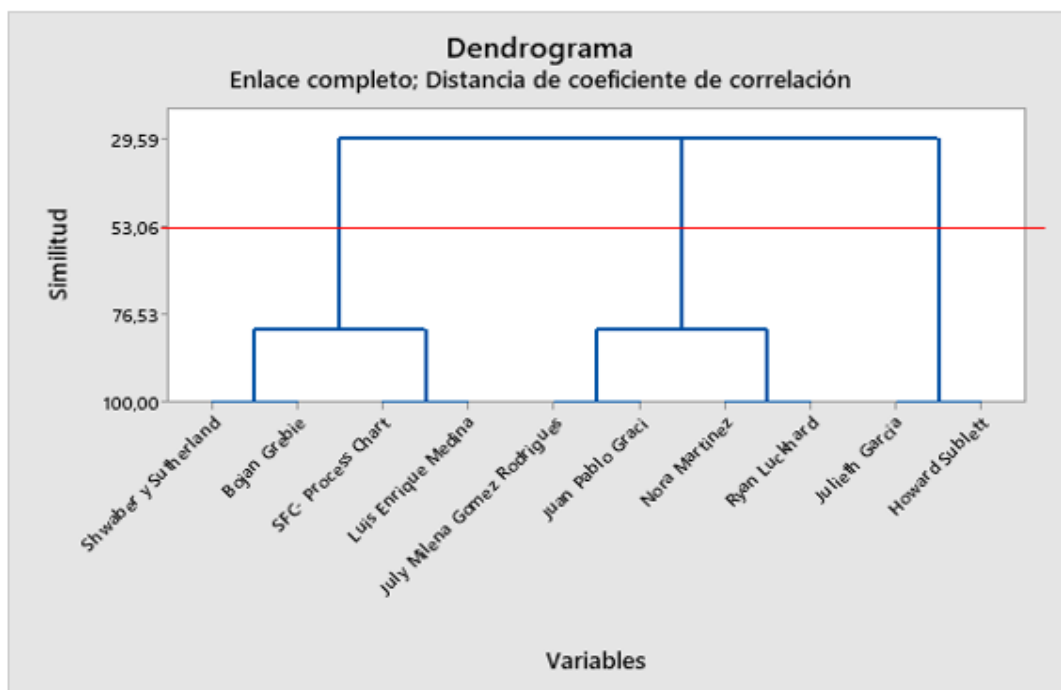 Dendrograma
Enlace completo; Distancia de coeficiente de correlación
29,59
53,06
76,53
100,00
Similitud
Shwaber y Sutherland
Bojan Grebie
SFC- Process Chart
Luis Enrique Medina
July Milena Gomez Rodrigues
Juan Pablo Graci
Nora Martinez
Ryan Luckhard
Julieth Garcia
Howard Sublett
Variables